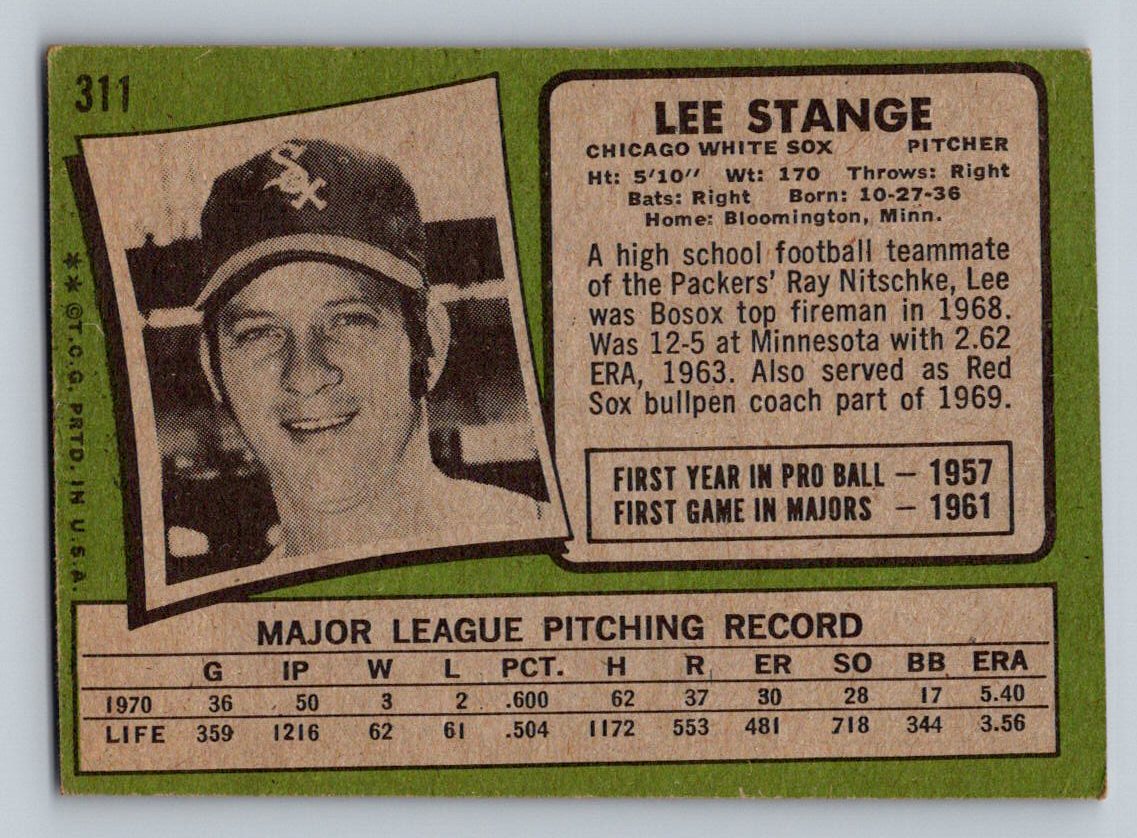 311
Sox
**©T.C.G. PRTD. IN U.S.A.
LEE STANGE
CHICAGO WHITE SOX PITCHER
Ht: 5'10'' Wt: 170 Throws: Right
Bats: Right Born: 10-27-36
Home: Bloomington, Minn.
A high school football teammate
of the Packers' Ray Nitschke, Lee
was Bosox top fireman in 1968.
Was 12-5 at Minnesota with 2.62
ERA, 1963. Also served as Red
Sox bullpen coach part of 1969.
FIRST YEAR IN PRO BALL — 1957
FIRST GAME IN MAJORS — 1961
MAJOR LEAGUE PITCHING RECORD
G IP W L PCT. H R ER SO BB ERA
1970 36 50 3 2 .600 62 37 30 28 17 5.40
LIFE 359 1216 62 61 .504 1172 553 481 718 344 3.56